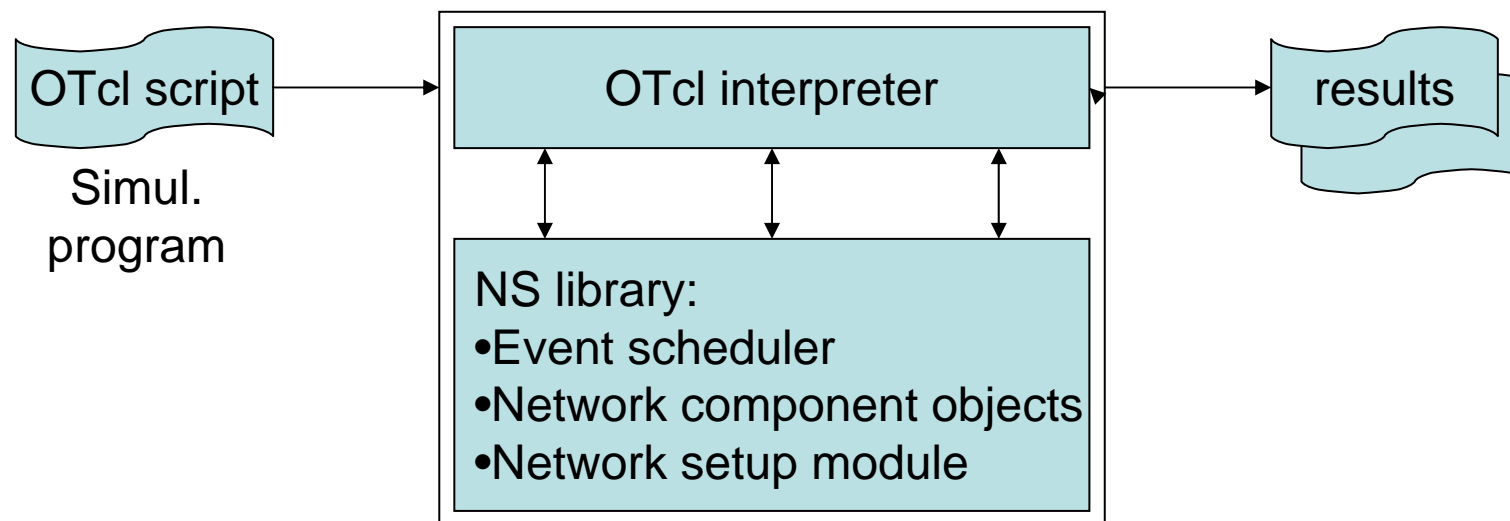 OTcl script
Simul.
program
OTcl interpreter
NS library:
•Event scheduler
•Network component objects
•Network setup module
results